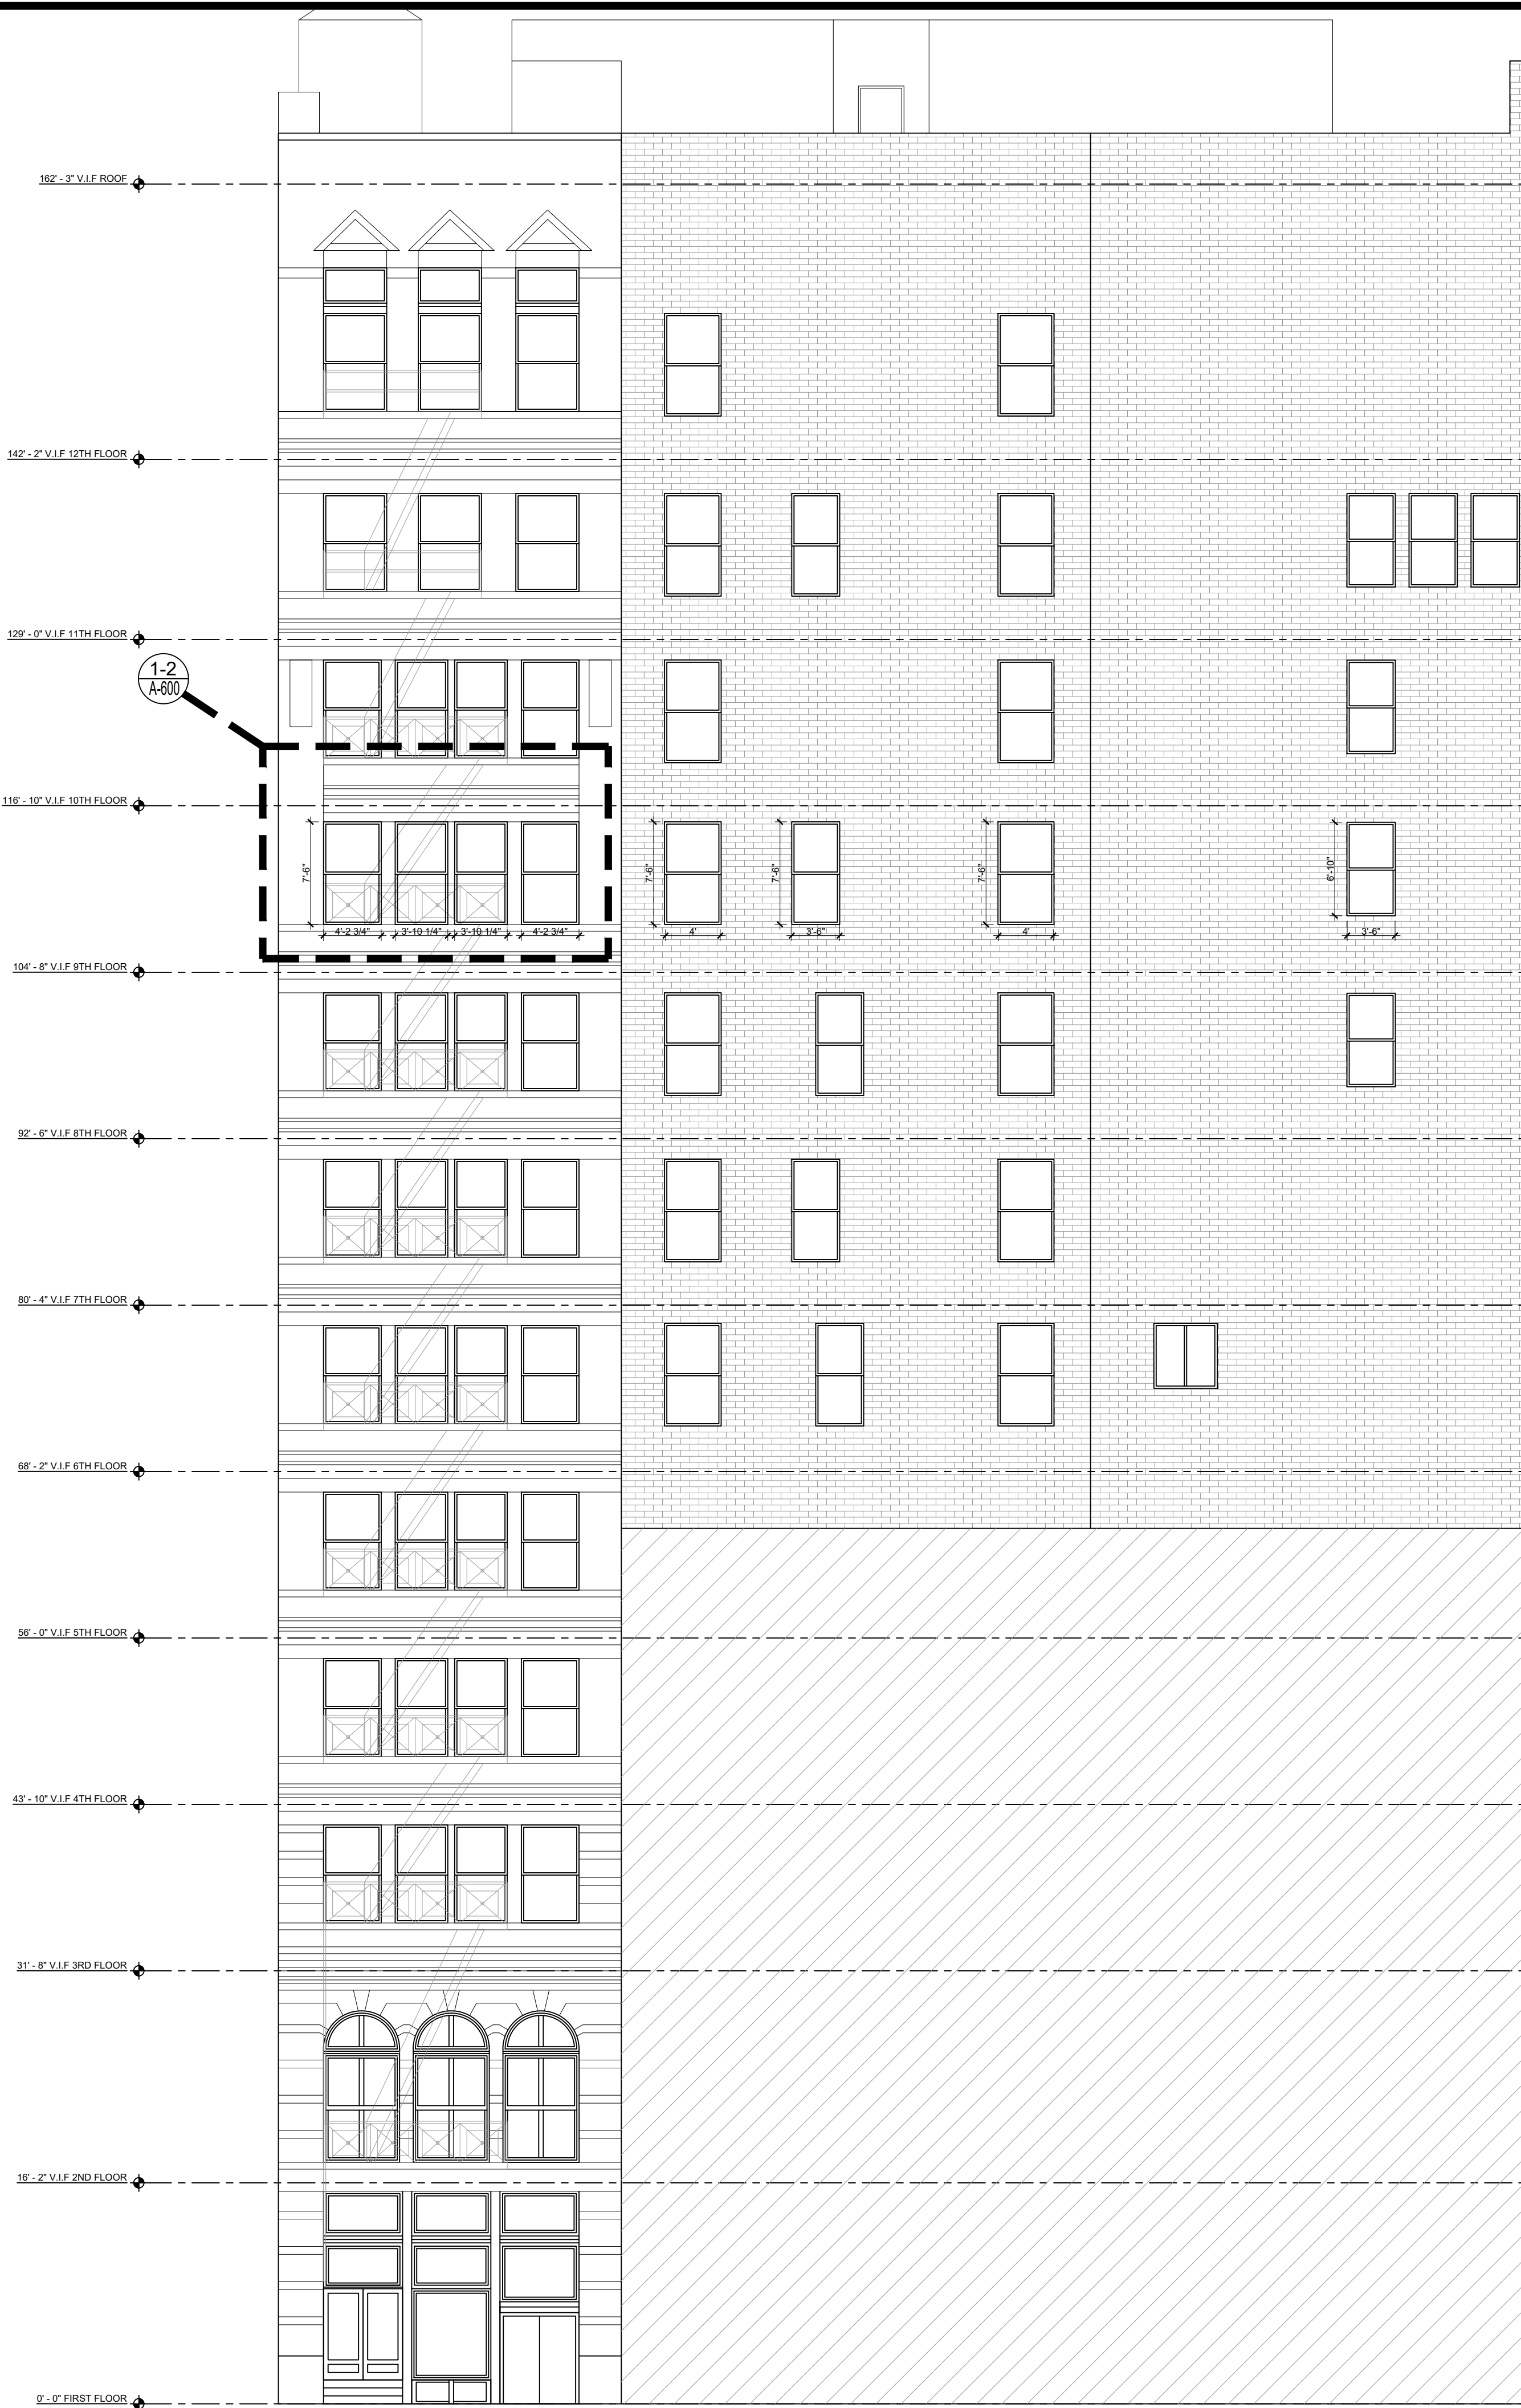 162' - 3" V.I.F ROOF
142' - 2" V.I.F 12TH FLOOR
129' - 0" V.I.F 11TH FLOOR
1-2
A-600
116' - 10" V.I.F 10TH FLOOR
7'-6" 7'-6" 7'-6" 7'-6" 6'-10"
4'-2 3/4" 3'-10 1/4" 3'-10 1/4" 4'-2 3/4" 4' 3'-6" 4' 3'-6"
104' - 8" V.I.F 9TH FLOOR
92' - 6" V.I.F 8TH FLOOR
80' - 4" V.I.F 7TH FLOOR
68' - 2" V.I.F 6TH FLOOR
56' - 0" V.I.F 5TH FLOOR
43' - 10" V.I.F 4TH FLOOR
31' - 8" V.I.F 3RD FLOOR
16' - 2" V.I.F 2ND FLOOR
0' - 0" FIRST FLOOR